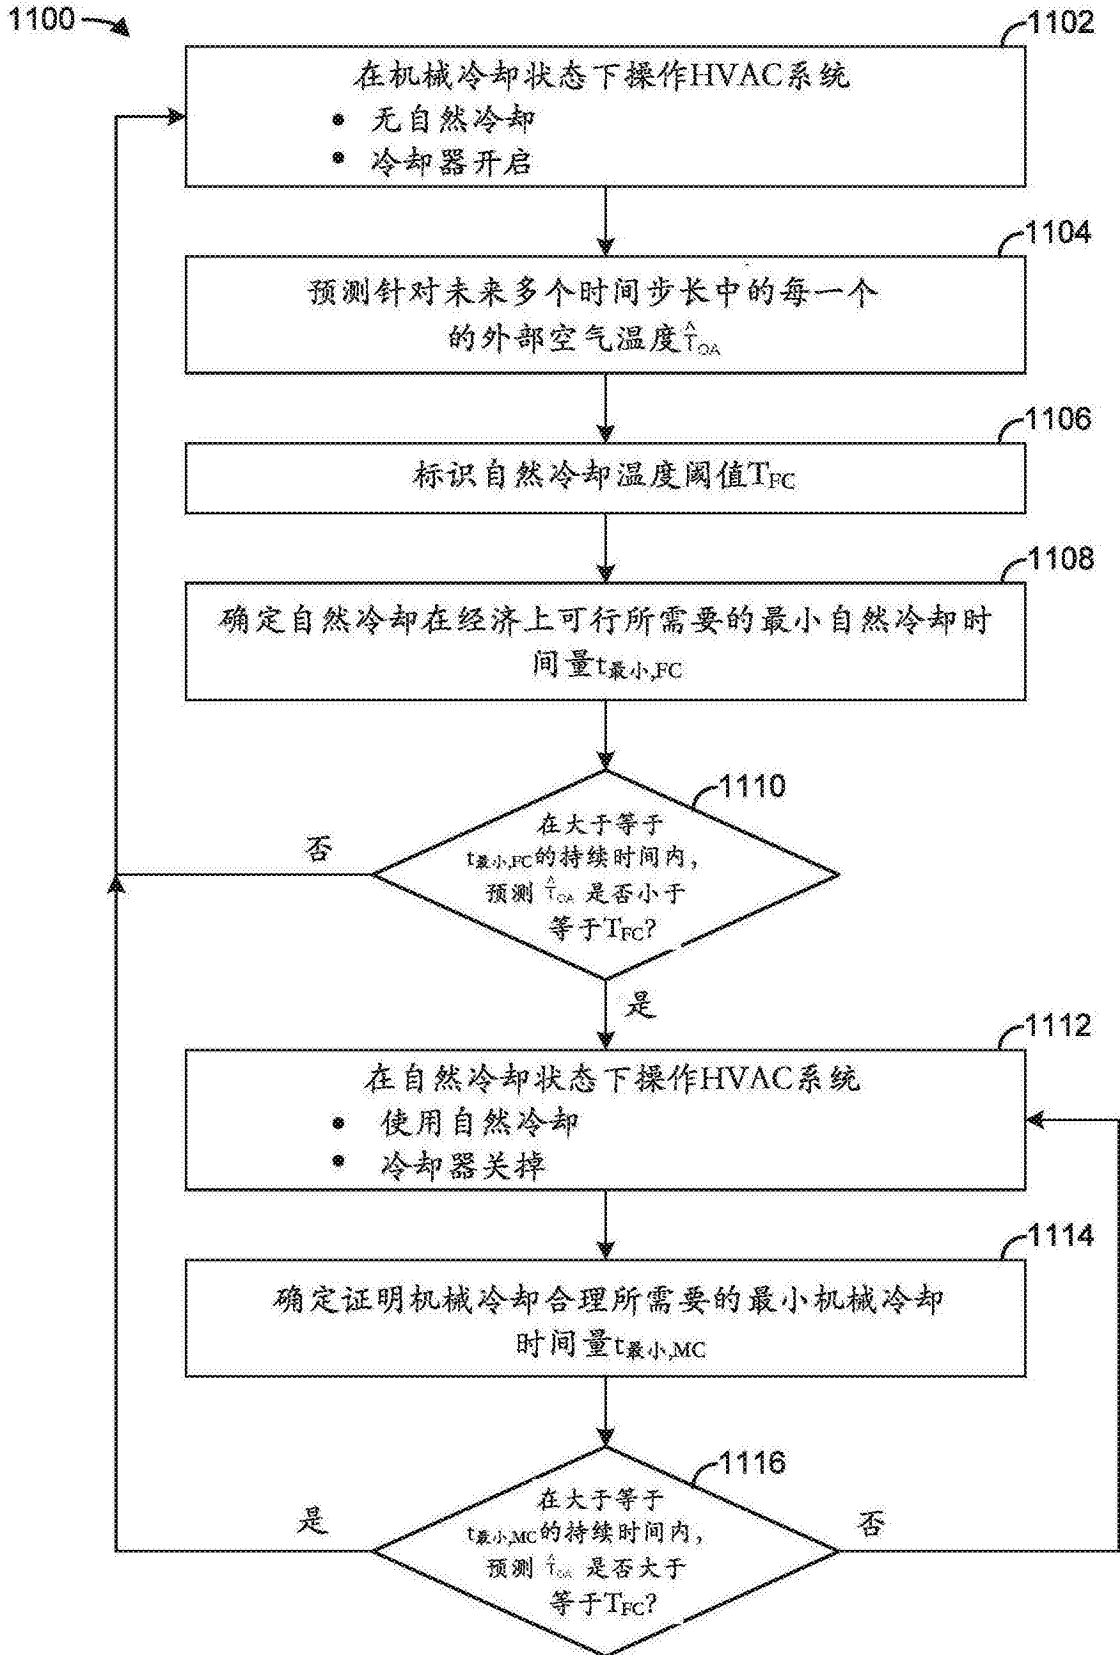 1100
1102
在机械冷却状态下操作HVAC系统
• 无自然冷却
• 冷却器开启
1104
预测针对未来多个时间步长中的每一个
的外部空气温度T̂OA
1106
标识自然冷却温度阈值TFC
1108
确定自然冷却在经济上可行所需要的最小自然冷却时
间量t最小,FC
1110
在大于等于
t最小,FC的持续时间内,
预测 T̂OA 是否小于
等于TFC?
否
是
1112
在自然冷却状态下操作HVAC系统
• 使用自然冷却
• 冷却器关掉
1114
确定证明机械冷却合理所需要的最小机械冷却
时间量t最小,MC
1116
在大于等于
t最小,MC的持续时间内,
预测 T̂OA 是否大于
等于TFC?
是
否